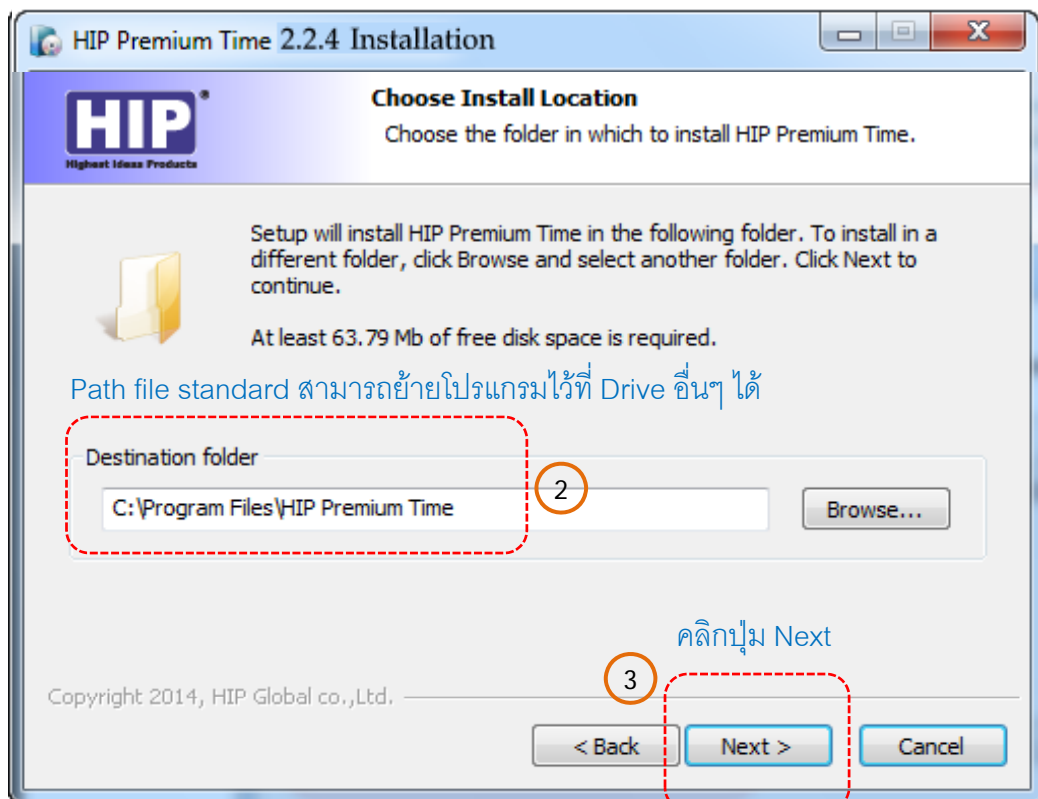 HIP Premium Time 2.2.4 Installation
HIP
Highest Ideas Products
Choose Install Location
Choose the folder in which to install HIP Premium Time.
Setup will install HIP Premium Time in the following folder. To install in a
different folder, click Browse and select another folder. Click Next to
continue.
At least 63.79 Mb of free disk space is required.
Path file standard สามารถย้ายโปรแกรมไว้ที่ Drive อื่นๆ ได้
Destination folder
2
C:\Program Files\HIP Premium Time
Browse...
คลิกปุ่ม Next
3
Copyright 2014, HIP Global co.,Ltd.
< Back Next > Cancel